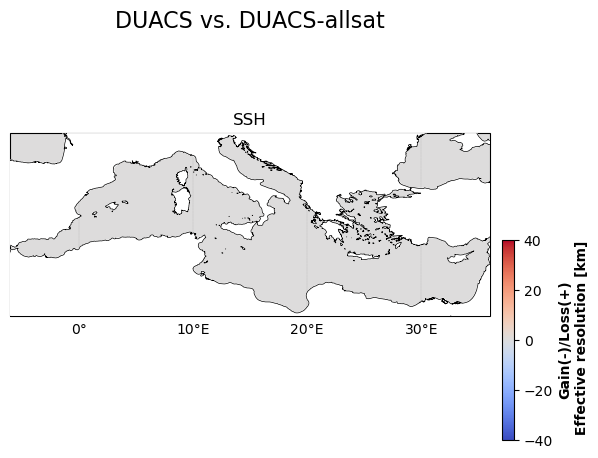 DUACS vs. DUACS-allsat
SSH
0° 10°E 20°E 30°E
40
20
0
−20
−40
Gain(-)/Loss(+)
Effective resolution [km]